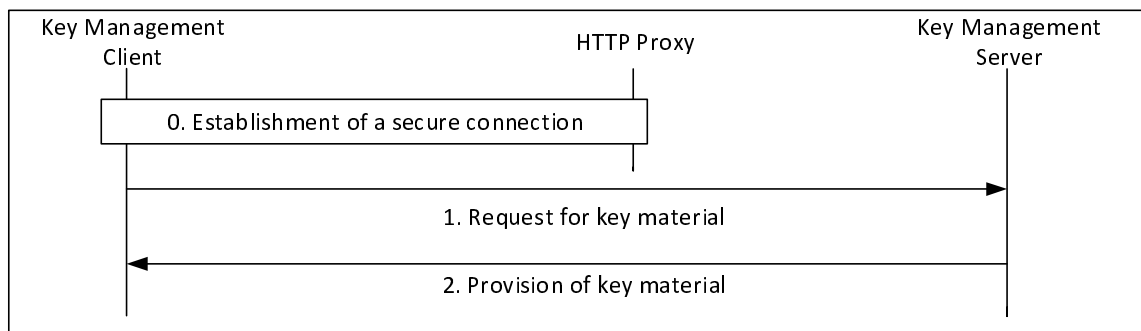 Key Management
Client
HTTP Proxy
Key Management
Server
0. Establishment of a secure connection
1. Request for key material
2. Provision of key material